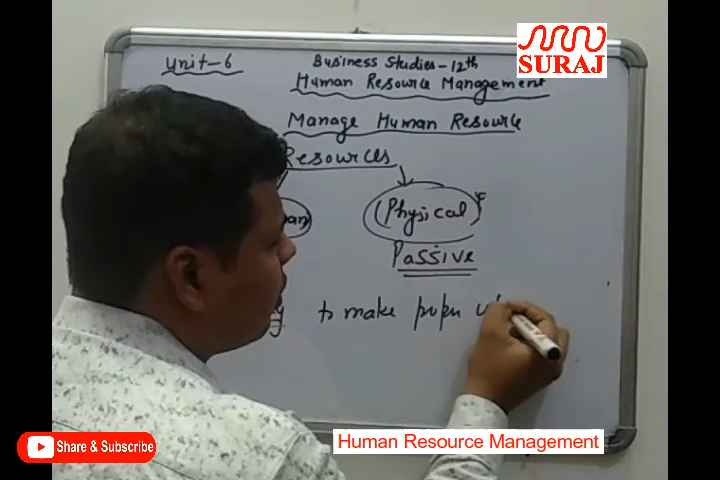 SURAJ
Unit-6 Business Studies-12th
Human Resource Management
Manage Human Resource
Resources
Physical
Passive
to make
Share & Subscribe
Human Resource Management